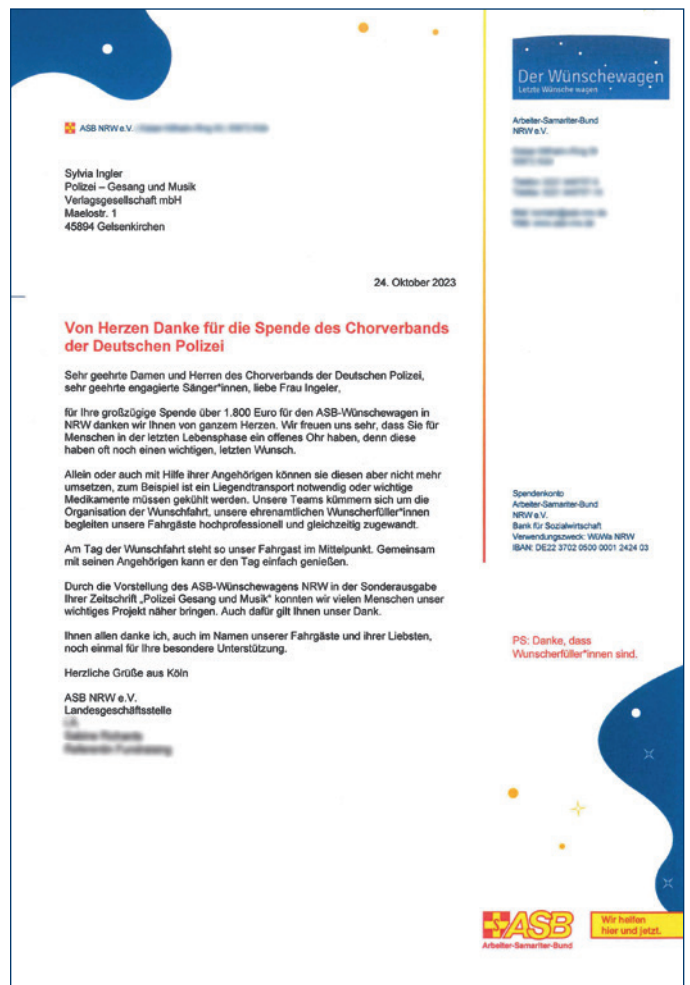 Der Wünschewagen
Letzte Wünsche wagen
ASB NRW e.V.
Arbeiter-Samariter-Bund
NRW e.V.
Sylvia Ingler
Polizei – Gesang und Musik
Verlagsgesellschaft mbH
Maelostr. 1
45894 Gelsenkirchen
24. Oktober 2023
Von Herzen Danke für die Spende des Chorverbands
der Deutschen Polizei
Sehr geehrte Damen und Herren des Chorverbands der Deutschen Polizei,
sehr geehrte engagierte Sänger*innen, liebe Frau Ingeler,
für Ihre großzügige Spende über 1.800 Euro für den ASB-Wünschewagen in
NRW danken wir Ihnen von ganzem Herzen. Wir freuen uns sehr, dass Sie für
Menschen in der letzten Lebensphase ein offenes Ohr haben, denn diese
haben oft noch einen wichtigen, letzten Wunsch.
Allein oder auch mit Hilfe ihrer Angehörigen können sie diesen aber nicht mehr
umsetzen, zum Beispiel ist ein Liegendtransport notwendig oder wichtige
Medikamente müssen gekühlt werden. Unsere Teams kümmern sich um die
Organisation der Wunschfahrt, unsere ehrenamtlichen Wunscherfüller*innen
begleiten unsere Fahrgäste hochprofessionell und gleichzeitig zugewandt.
Am Tag der Wunschfahrt steht so unser Fahrgast im Mittelpunkt. Gemeinsam
mit seinen Angehörigen kann er den Tag einfach genießen.
Durch die Vorstellung des ASB-Wünschewagens NRW in der Sonderausgabe
Ihrer Zeitschrift „Polizei Gesang und Musik" konnten wir vielen Menschen unser
wichtiges Projekt näher bringen. Auch dafür gilt Ihnen unser Dank.
Ihnen allen danke ich, auch im Namen unserer Fahrgäste und ihrer Liebsten,
noch einmal für Ihre besondere Unterstützung.
Herzliche Grüße aus Köln
ASB NRW e.V.
Landesgeschäftsstelle
Spendenkonto
Arbeiter-Samariter-Bund
NRW e.V.
Bank für Sozialwirtschaft
Verwendungszweck: WüWa NRW
IBAN: DE22 3702 0500 0001 2424 03
PS: Danke, dass
Wunscherfüller*innen sind.
ASB
Arbeiter-Samariter-Bund
Wir helfen
hier und jetzt.